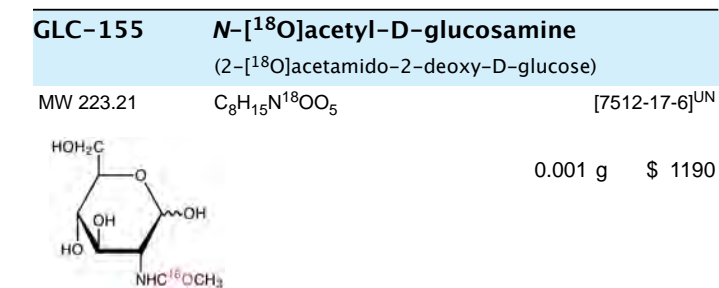 GLC-155 N-[¹⁸O]acetyl-D-glucosamine
(2-[¹⁸O]acetamido-2-deoxy-D-glucose)
MW 223.21 C₈H₁₅N¹⁸OO₅ [7512-17-6]ᵁᴺ
0.001 g $ 1190
HOH₂C
O
OH
OH
HO
NHC¹⁸OCH₃